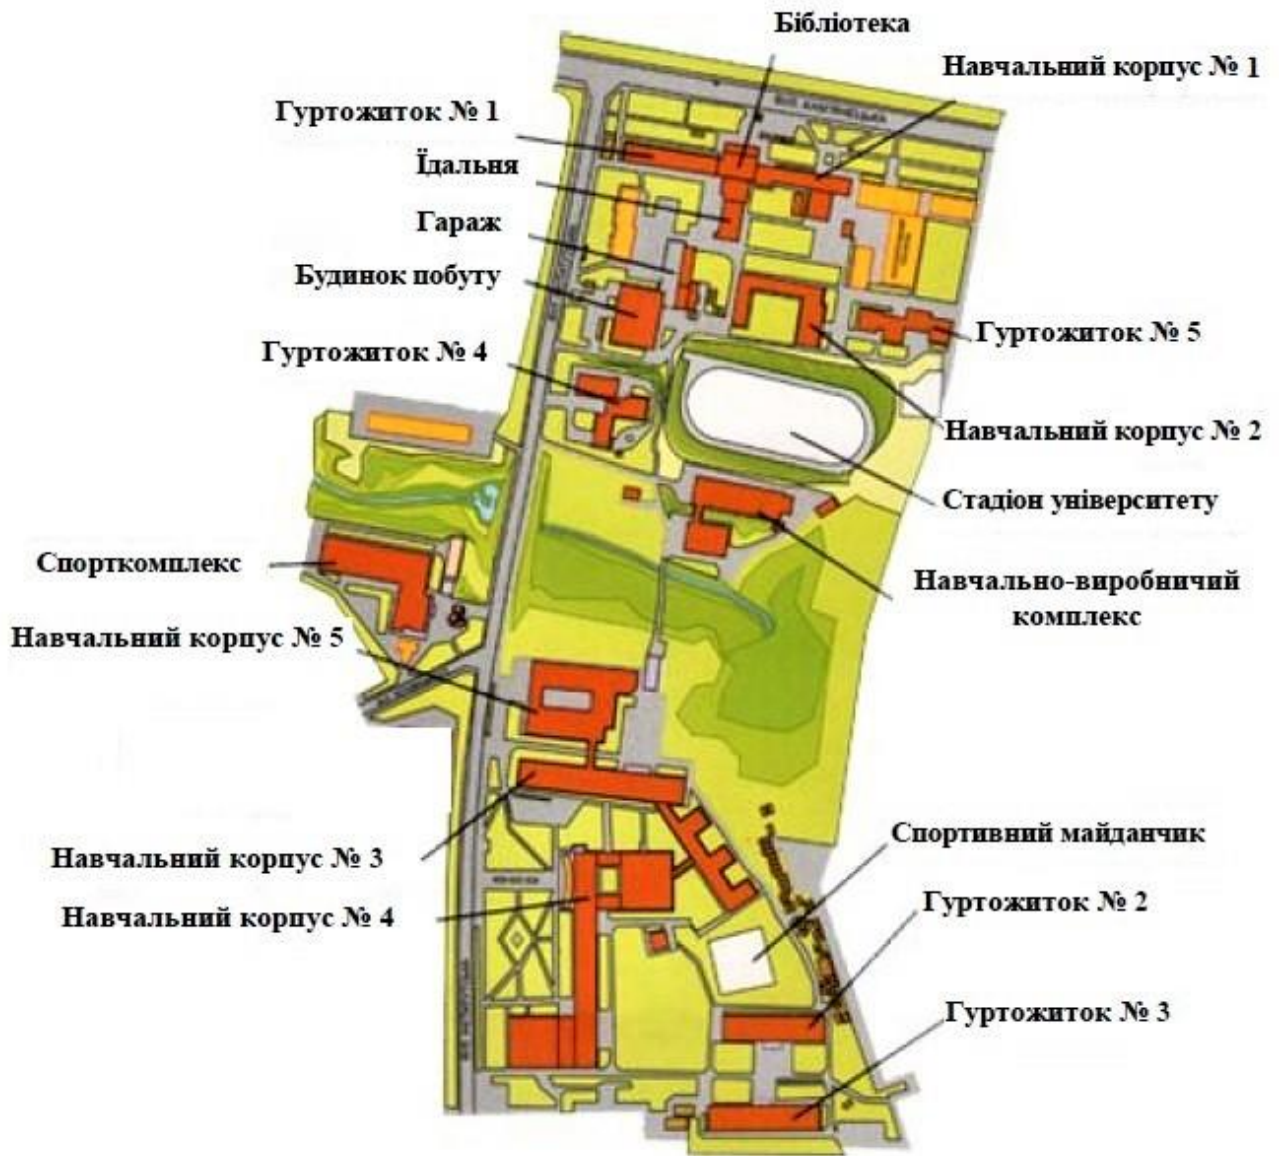 Бібліотека
Навчальний корпус № 1
Гуртожиток № 1
Їдальня
Гараж
Будинок побуту
Гуртожиток № 5
Гуртожиток № 4
Навчальний корпус № 2
Стадіон університету
Спорткомплекс
Навчально-виробничий
комплекс
Навчальний корпус № 5
Спортивний майданчик
Навчальний корпус № 3
Гуртожиток № 2
Навчальний корпус № 4
Гуртожиток № 3